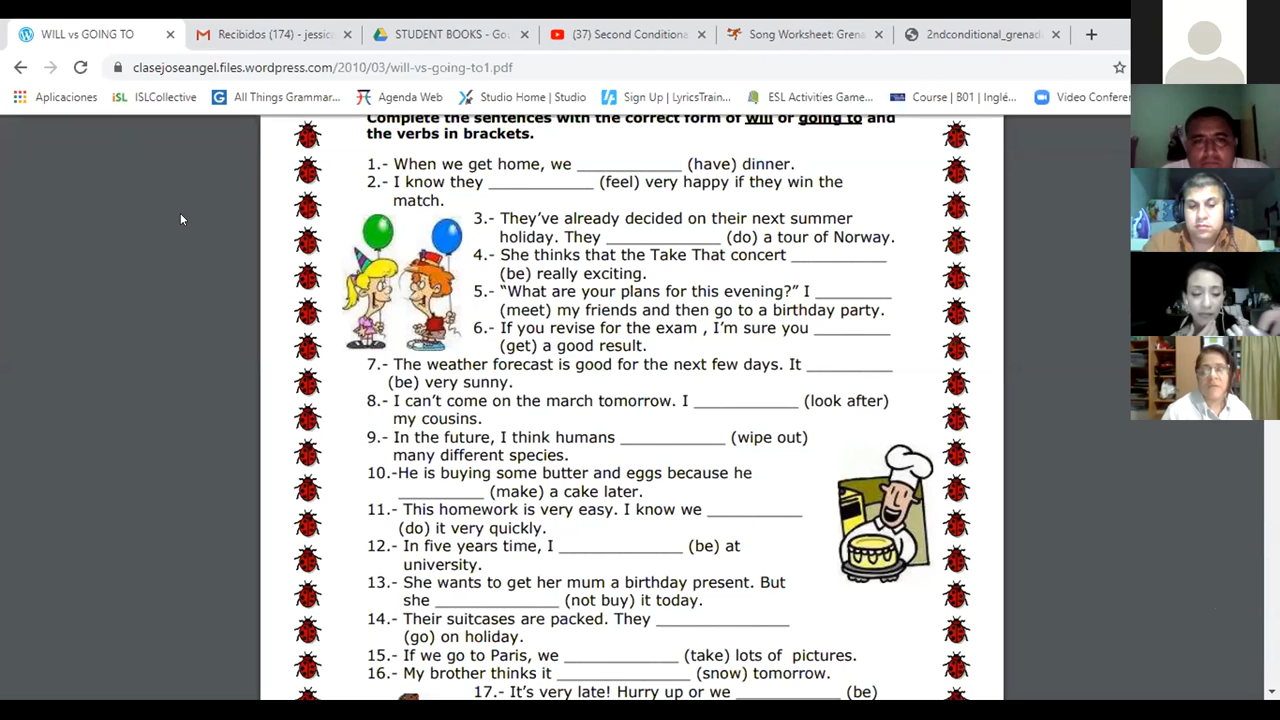 WILL vs GOING TO
Recibidos (174) - jessic
STUDENT BOOKS - Go
(37) Second Conditiona
Song Worksheet: Grena
2ndconditional_grenad
clasejoseangel.files.wordpress.com/2010/03/will-vs-going-to1.pdf
Aplicaciones
iSL ISLCollective
All Things Grammar...
Agenda Web
Studio Home | Studio
Sign Up | LyricsTrain...
ESL Activities Game...
Course | B01 | Inglé...
Video Conferen
Complete the sentences with the correct form of will or going to and
the verbs in brackets.
1.- When we get home, we ___________ (have) dinner.
2.- I know they ___________ (feel) very happy if they win the
match.
3.- They've already decided on their next summer
holiday. They ____________ (do) a tour of Norway.
4.- She thinks that the Take That concert __________
(be) really exciting.
5.- "What are your plans for this evening?" I ________
(meet) my friends and then go to a birthday party.
6.- If you revise for the exam , I'm sure you ________
(get) a good result.
7.- The weather forecast is good for the next few days. It _________
(be) very sunny.
8.- I can't come on the march tomorrow. I ___________ (look after)
my cousins.
9.- In the future, I think humans ___________ (wipe out)
many different species.
10.-He is buying some butter and eggs because he
_________ (make) a cake later.
11.- This homework is very easy. I know we __________
(do) it very quickly.
12.- In five years time, I _____________ (be) at
university.
13.- She wants to get her mum a birthday present. But
she _____________ (not buy) it today.
14.- Their suitcases are packed. They ______________
(go) on holiday.
15.- If we go to Paris, we ____________ (take) lots of pictures.
16.- My brother thinks it ______________ (snow) tomorrow.
17.- It's very late! Hurry up or we ___________ (be)